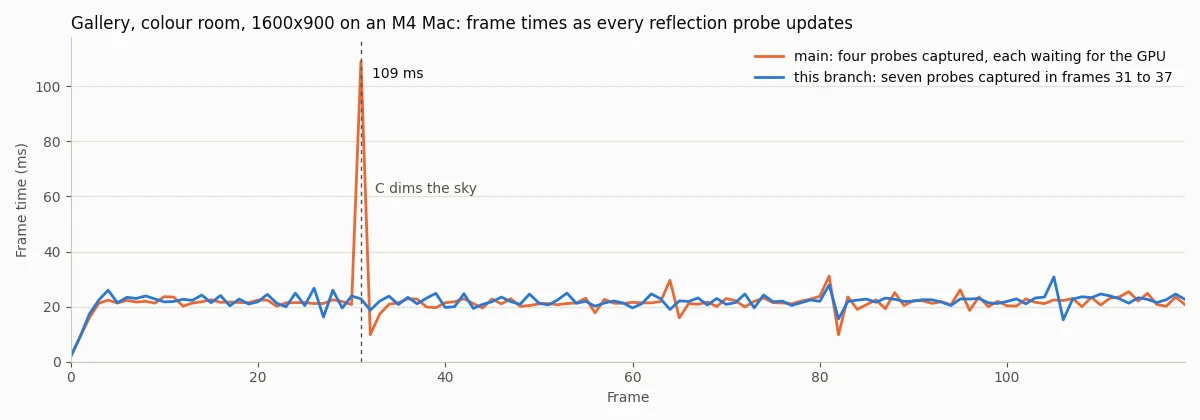 Gallery, colour room, 1600x900 on an M4 Mac: frame times as every reflection probe updates
main: four probes captured, each waiting for the GPU
this branch: seven probes captured in frames 31 to 37
109 ms
C dims the sky
Frame time (ms)
100
80
60
40
20
0
0 20 40 60 80 100
Frame